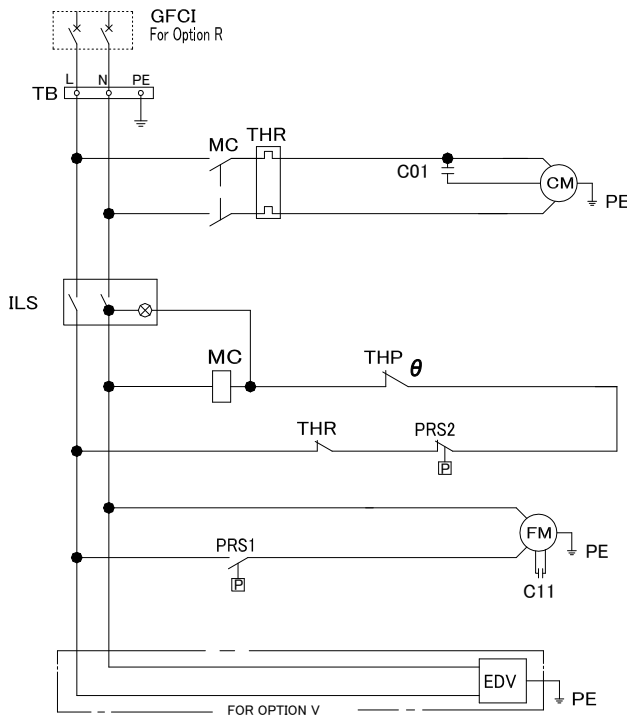 GFCI
For Option R
L N PE
TB
MC THR
C01
CM
PE
ILS
MC
THP θ
THR
PRS2
P
FM
PE
PRS1
P
C11
EDV
PE
FOR OPTION V